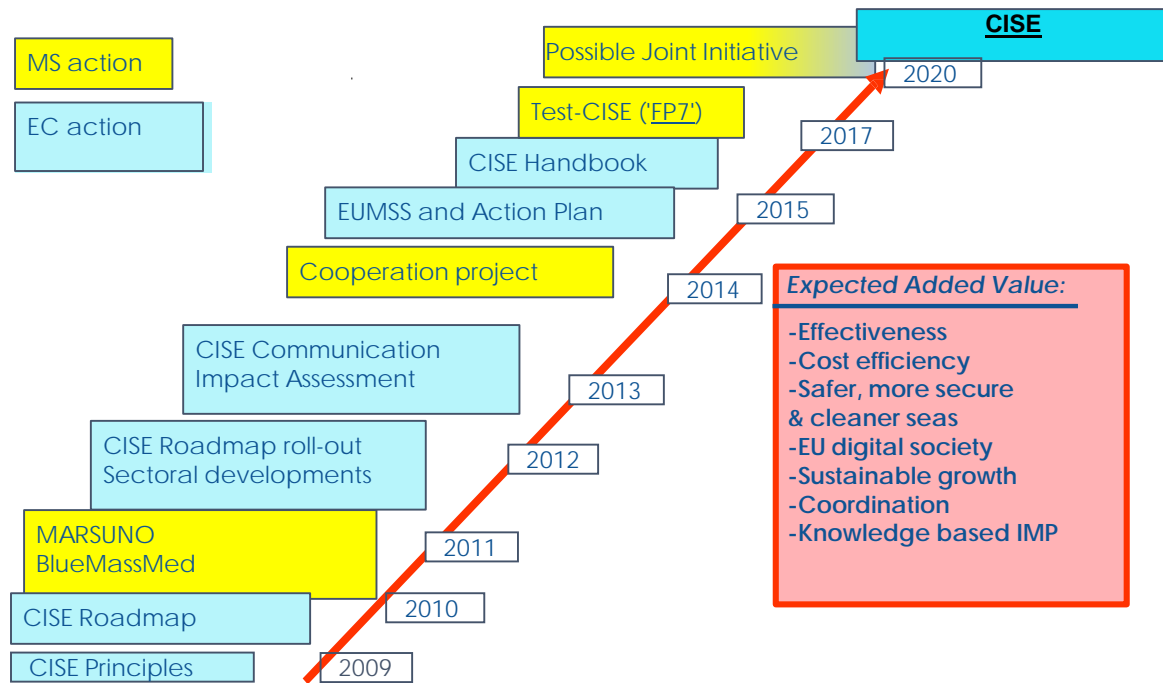 CISE
MS action
Possible Joint Initiative
2020
EC action
Test-CISE ('FP7')
2017
CISE Handbook
EUMSS and Action Plan
2015
Cooperation project
2014
Expected Added Value:
-Effectiveness
-Cost efficiency
-Safer, more secure
& cleaner seas
-EU digital society
-Sustainable growth
-Coordination
-Knowledge based IMP
CISE Communication
Impact Assessment
2013
CISE Roadmap roll-out
Sectoral developments
2012
MARSUNO
BlueMassMed
2011
CISE Roadmap
2010
CISE Principles
2009